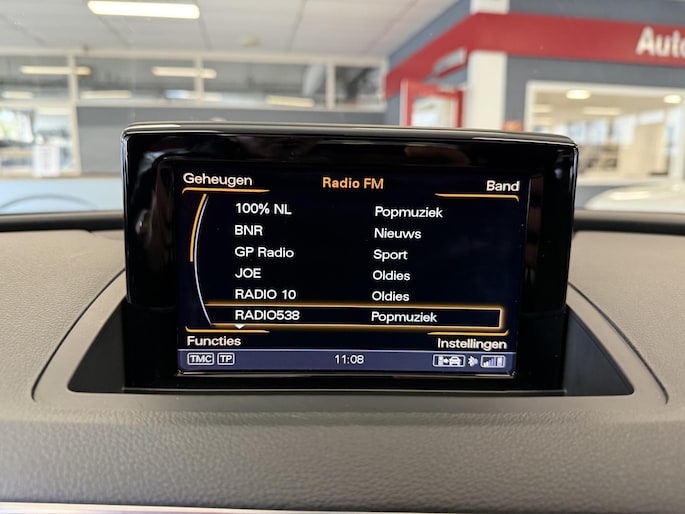 Auto
Geheugen Radio FM Band
100% NL Popmuziek
BNR Nieuws
GP Radio Sport
JOE Oldies
RADIO 10 Oldies
RADIO538 Popmuziek
Functies Instellingen
TMC TP 11:08